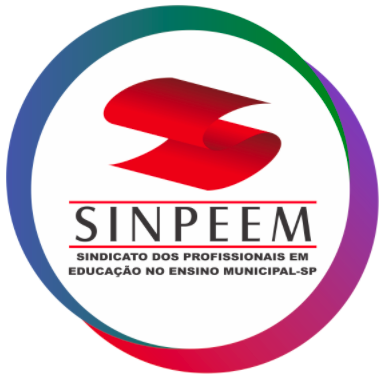 SINPEEM
SINDICATO DOS PROFISSIONAIS EM
EDUCAÇÃO NO ENSINO MUNICIPAL-SP